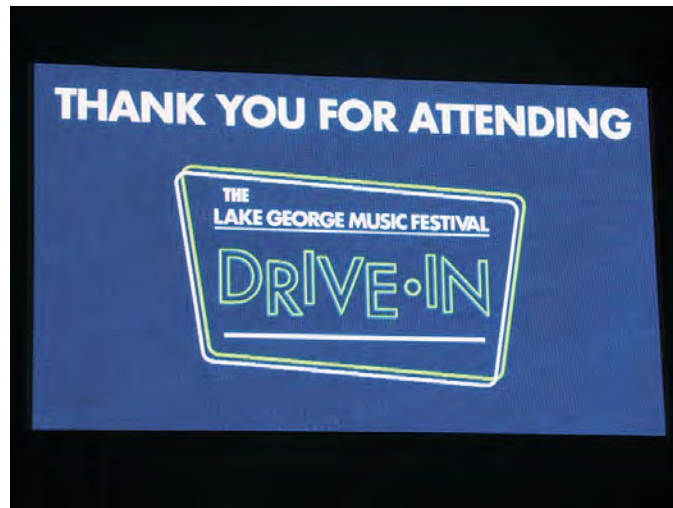 THANK YOU FOR ATTENDING
THE
LAKE GEORGE MUSIC FESTIVAL
DRIVE•IN